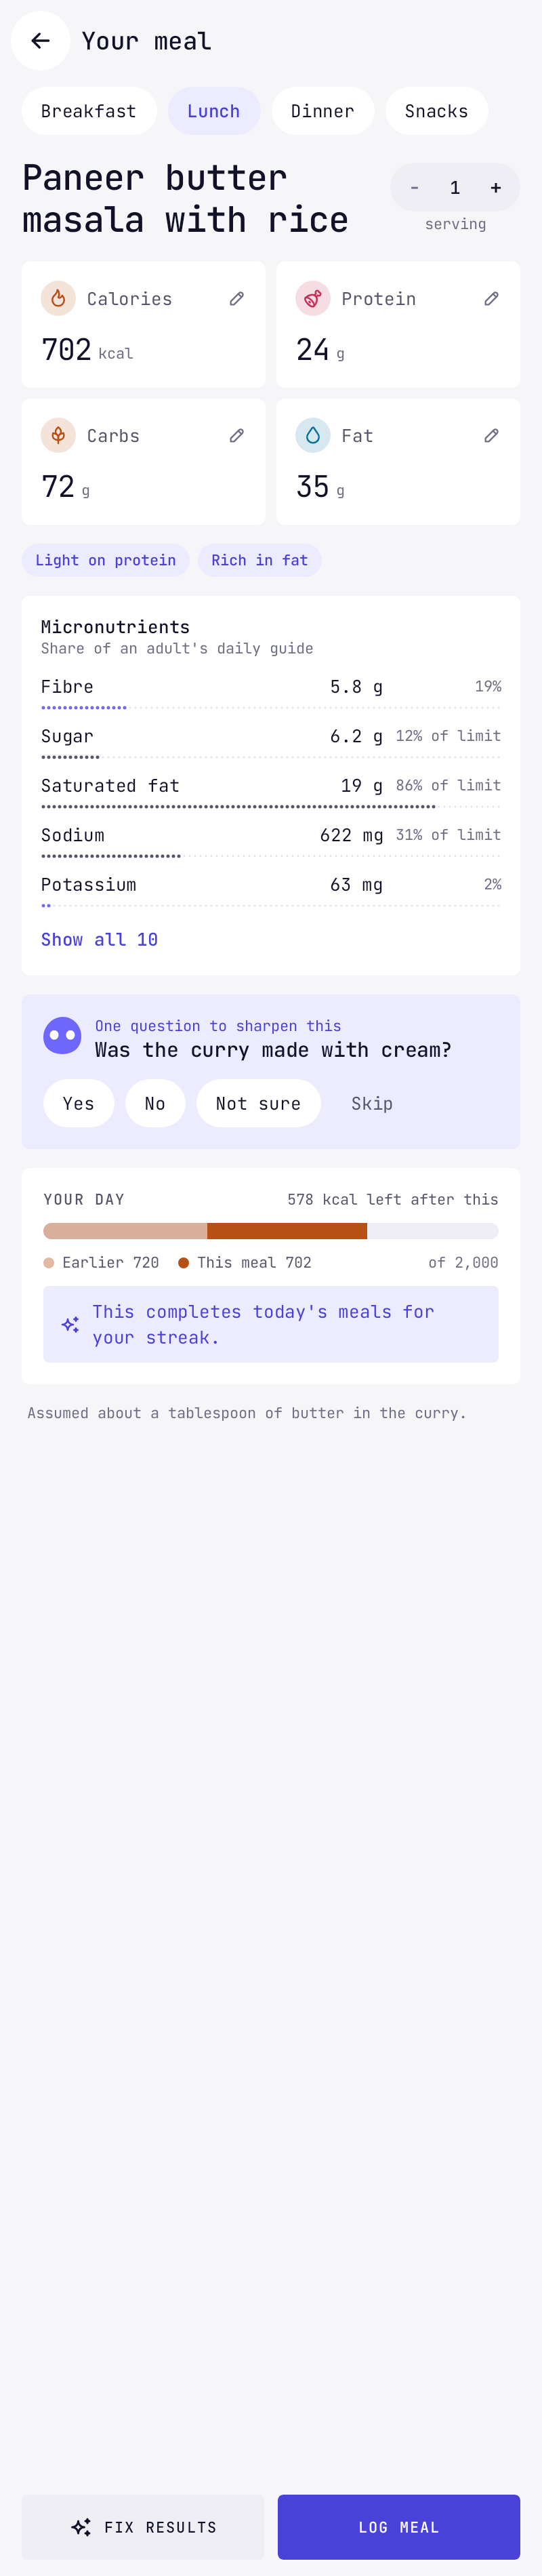 Your meal
Breakfast Lunch Dinner Snacks
Paneer butter
masala with rice
- 1 +
serving
Calories
702 kcal
Protein
24 g
Carbs
72 g
Fat
35 g
Light on protein Rich in fat
Micronutrients
Share of an adult's daily guide
Fibre 5.8 g 19%
Sugar 6.2 g 12% of limit
Saturated fat 19 g 86% of limit
Sodium 622 mg 31% of limit
Potassium 63 mg 2%
Show all 10
One question to sharpen this
Was the curry made with cream?
Yes No Not sure Skip
YOUR DAY 578 kcal left after this
Earlier 720 This meal 702 of 2,000
This completes today's meals for
your streak.
Assumed about a tablespoon of butter in the curry.
FIX RESULTS LOG MEAL